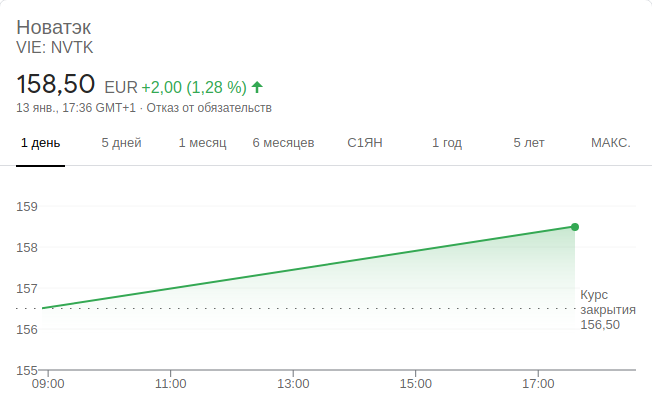 Новатэк
VIE: NVTK
158,50 EUR +2,00 (1,28 %)
13 янв., 17:36 GMT+1 · Отказ от обязательств
1 день 5 дней 1 месяц 6 месяцев С1ЯН 1 год 5 лет МАКС.
159
158
157
156
155
Курс
закрытия
156,50
09:00 11:00 13:00 15:00 17:00